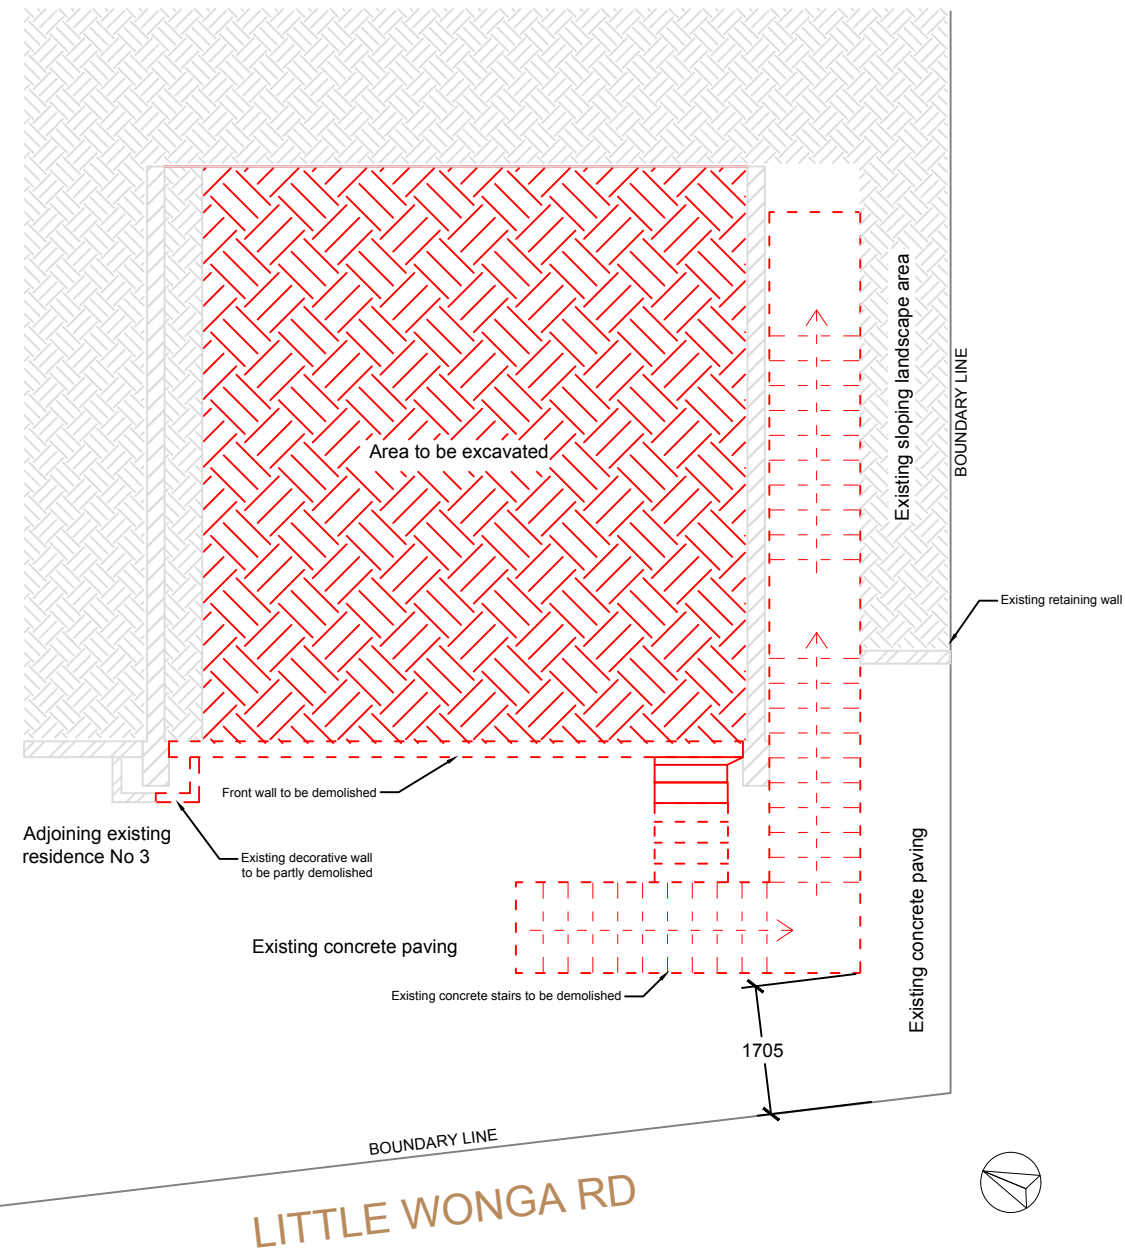 Area to be excavated
Existing sloping landscape area
BOUNDARY LINE
Existing retaining wall
Front wall to be demolished
Adjoining existing
residence No 3
Existing decorative wall
to be partly demolished
Existing concrete paving
Existing concrete paving
Existing concrete stairs to be demolished
1705
BOUNDARY LINE
LITTLE WONGA RD